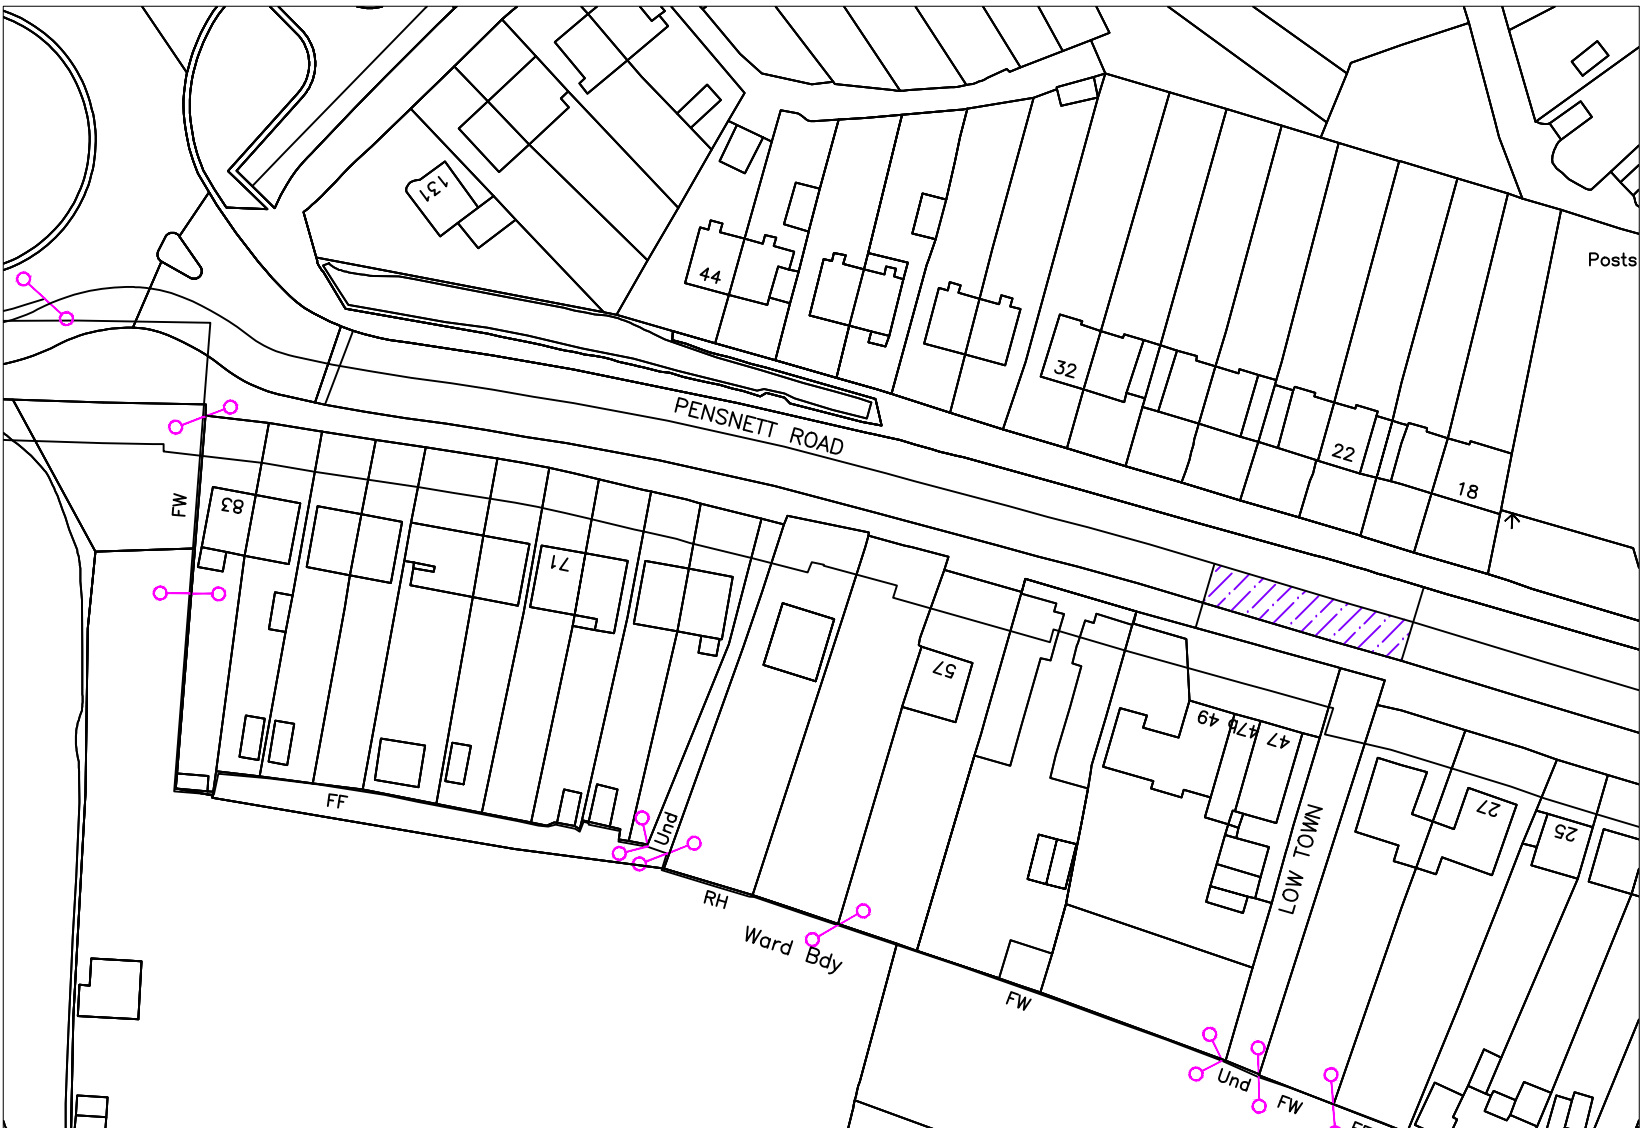 131
44
Posts
32
PENSNETT ROAD
22
18
FW
83
71
57
49
47b
47
27
25
LOW TOWN
FF
Und
RH
Ward Bdy
FW
Und
FW